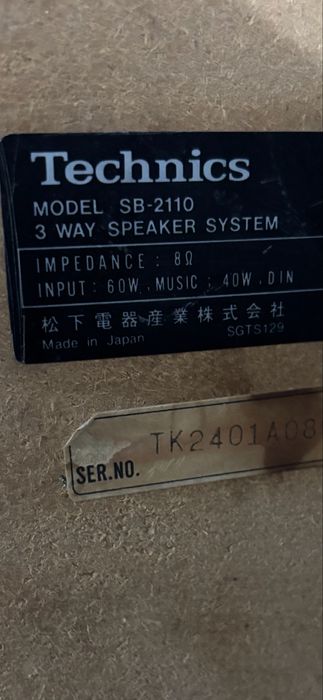 Technics
MODEL SB-2110
3 WAY SPEAKER SYSTEM
IMPEDANCE : 8Ω
INPUT: 60W, MUSIC ; 40W, DIN
松下電器産業株式会社
Made in Japan SGTS129
SER.NO. TK2401A08